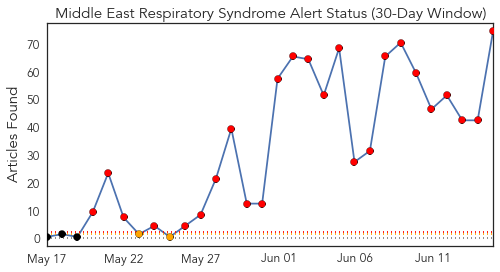 Middle East Respiratory Syndrome Alert Status (30-Day Window)
Articles Found
70
60
50
40
30
20
10
0
May 17 May 22 May 27 Jun 01 Jun 06 Jun 11